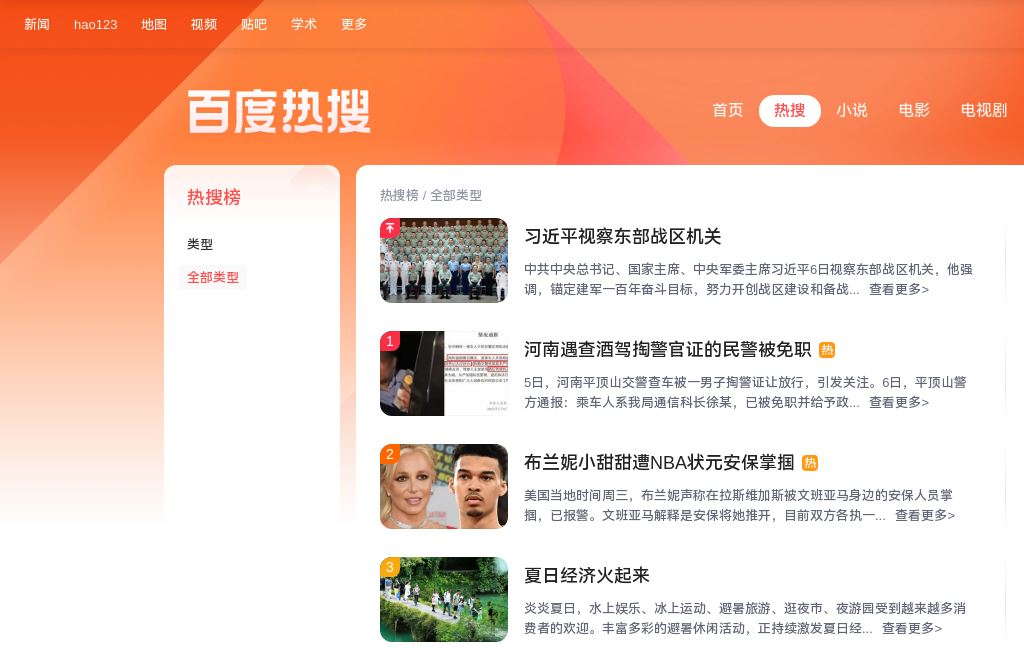 新闻 hao123 地图 视频 贴吧 学术 更多
百度热搜
首页 热搜 小说 电影 电视剧
热搜榜
类型
全部类型
热搜榜 / 全部类型
习近平视察东部战区机关
中共中央总书记、国家主席、中央军委主席习近平6日视察东部战区机关，他强
调，锚定建军一百年奋斗目标，努力开创战区建设和备战... 查看更多>
1
河南遇查酒驾掏警官证的民警被免职 热
5日，河南平顶山交警查车被一男子掏警证让放行，引发关注。6日，平顶山警
方通报：乘车人系我局通信科长徐某，已被免职并给予政... 查看更多>
情况通报
2
布兰妮小甜甜遭NBA状元安保掌掴 热
美国当地时间周三，布兰妮声称在拉斯维加斯被文班亚马身边的安保人员掌
掴，已报警。文班亚马解释是安保将她推开，目前双方各执一... 查看更多>
3
夏日经济火起来
炎炎夏日，水上娱乐、冰上运动、避暑旅游、逛夜市、夜游园受到越来越多消
费者的欢迎。丰富多彩的避暑休闲活动，正持续激发夏日经... 查看更多>